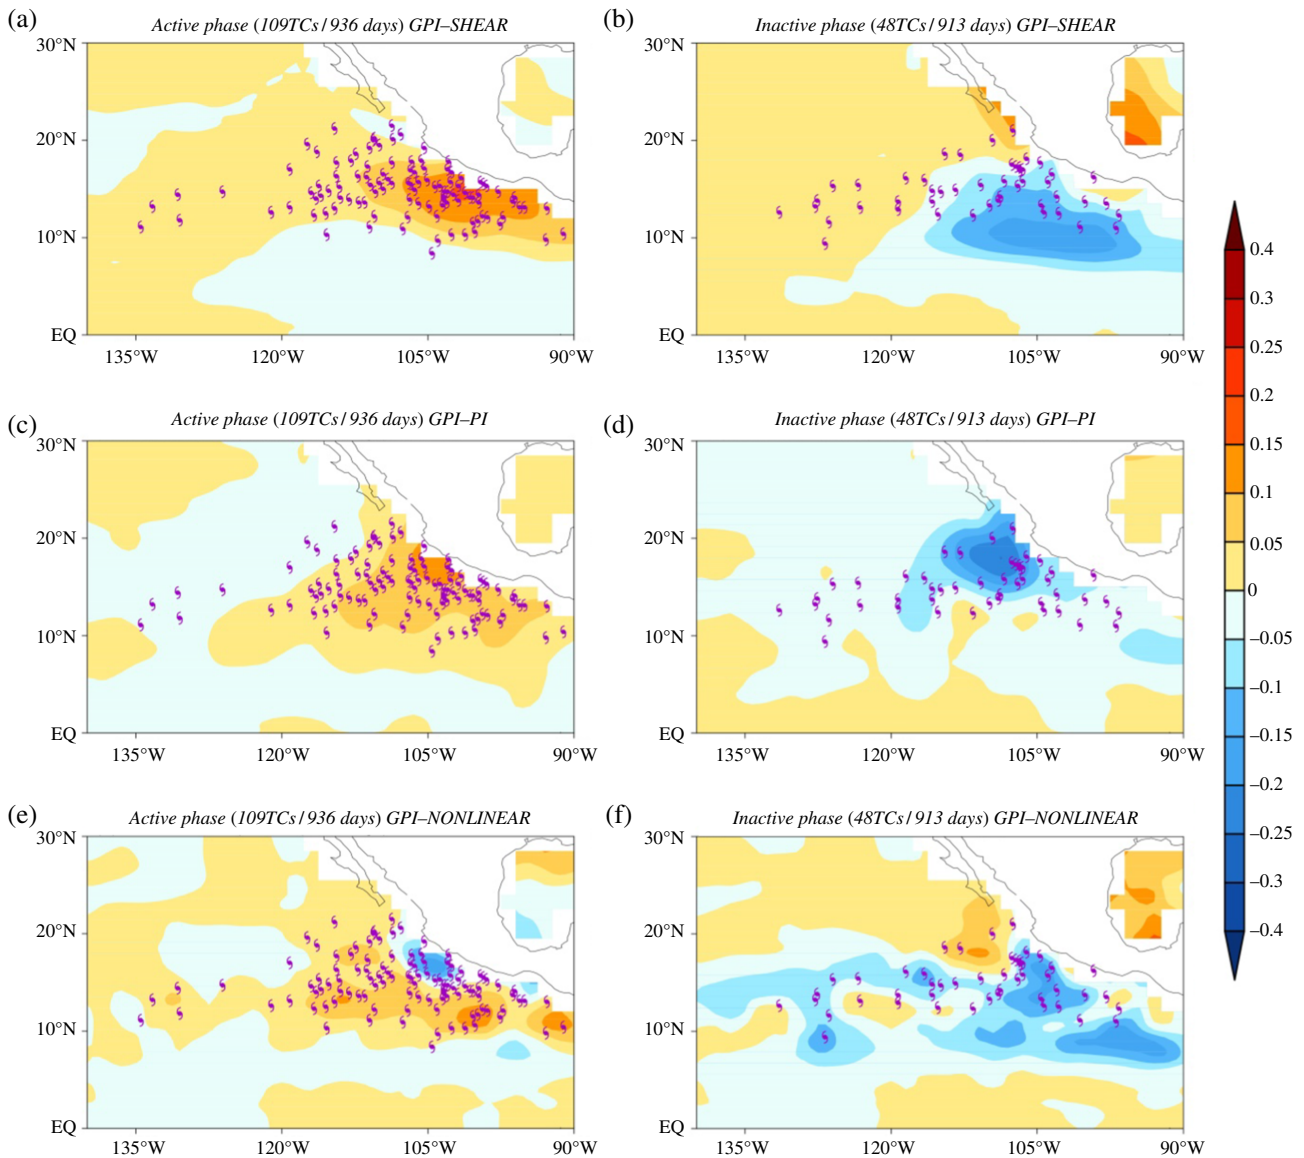 (a) Active phase (109TCs/936 days) GPI–SHEAR
(b) Inactive phase (48TCs/913 days) GPI–SHEAR
30°N
20°N
10°N
EQ
135°W 120°W 105°W 90°W
135°W 120°W 105°W 90°W
(c) Active phase (109TCs/936 days) GPI–PI
(d) Inactive phase (48TCs/913 days) GPI–PI
30°N 30°N
20°N 20°N
10°N 10°N
EQ EQ
135°W 120°W 105°W 90°W
135°W 120°W 105°W 90°W
(e) Active phase (109TCs/936 days) GPI–NONLINEAR
(f) Inactive phase (48TCs/913 days) GPI–NONLINEAR
30°N 30°N
20°N 20°N
10°N 10°N
EQ EQ
135°W 120°W 105°W 90°W
135°W 120°W 105°W 90°W
30°N
20°N
10°N
EQ
0.4
0.3
0.25
0.2
0.15
0.1
0.05
0
–0.05
–0.1
–0.15
–0.2
–0.25
–0.3
–0.4